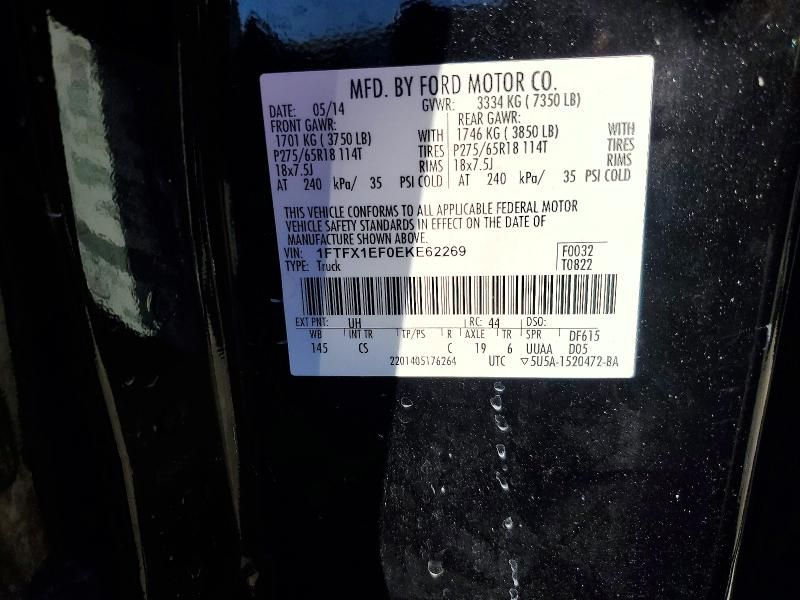 MFD. BY FORD MOTOR CO.
DATE: 05/14 GVWR: 3334 KG ( 7350 LB)
FRONT GAWR: REAR GAWR:
1701 KG ( 3750 LB) WITH 1746 KG ( 3850 LB) WITH
P275/65R18 114T TIRES P275/65R18 114T TIRES
18x7.5J RIMS 18x7.5J RIMS
AT 240 kPa/ 35 PSI COLD AT 240 kPa/ 35 PSI COLD
THIS VEHICLE CONFORMS TO ALL APPLICABLE FEDERAL MOTOR
VEHICLE SAFETY STANDARDS IN EFFECT ON THE DATE OF
MANUFACTURE SHOWN ABOVE.
VIN: 1FTFX1EF0EKE62269 F0032
TYPE: Truck T0822
EXT PNT: UH RC: 44 DSO:
WB INT TR TP/PS R AXLE TR SPR DF615
145 CS C 19 6 UUAA D05
2201405176264 UTC ▽5U5A-1520472-BA